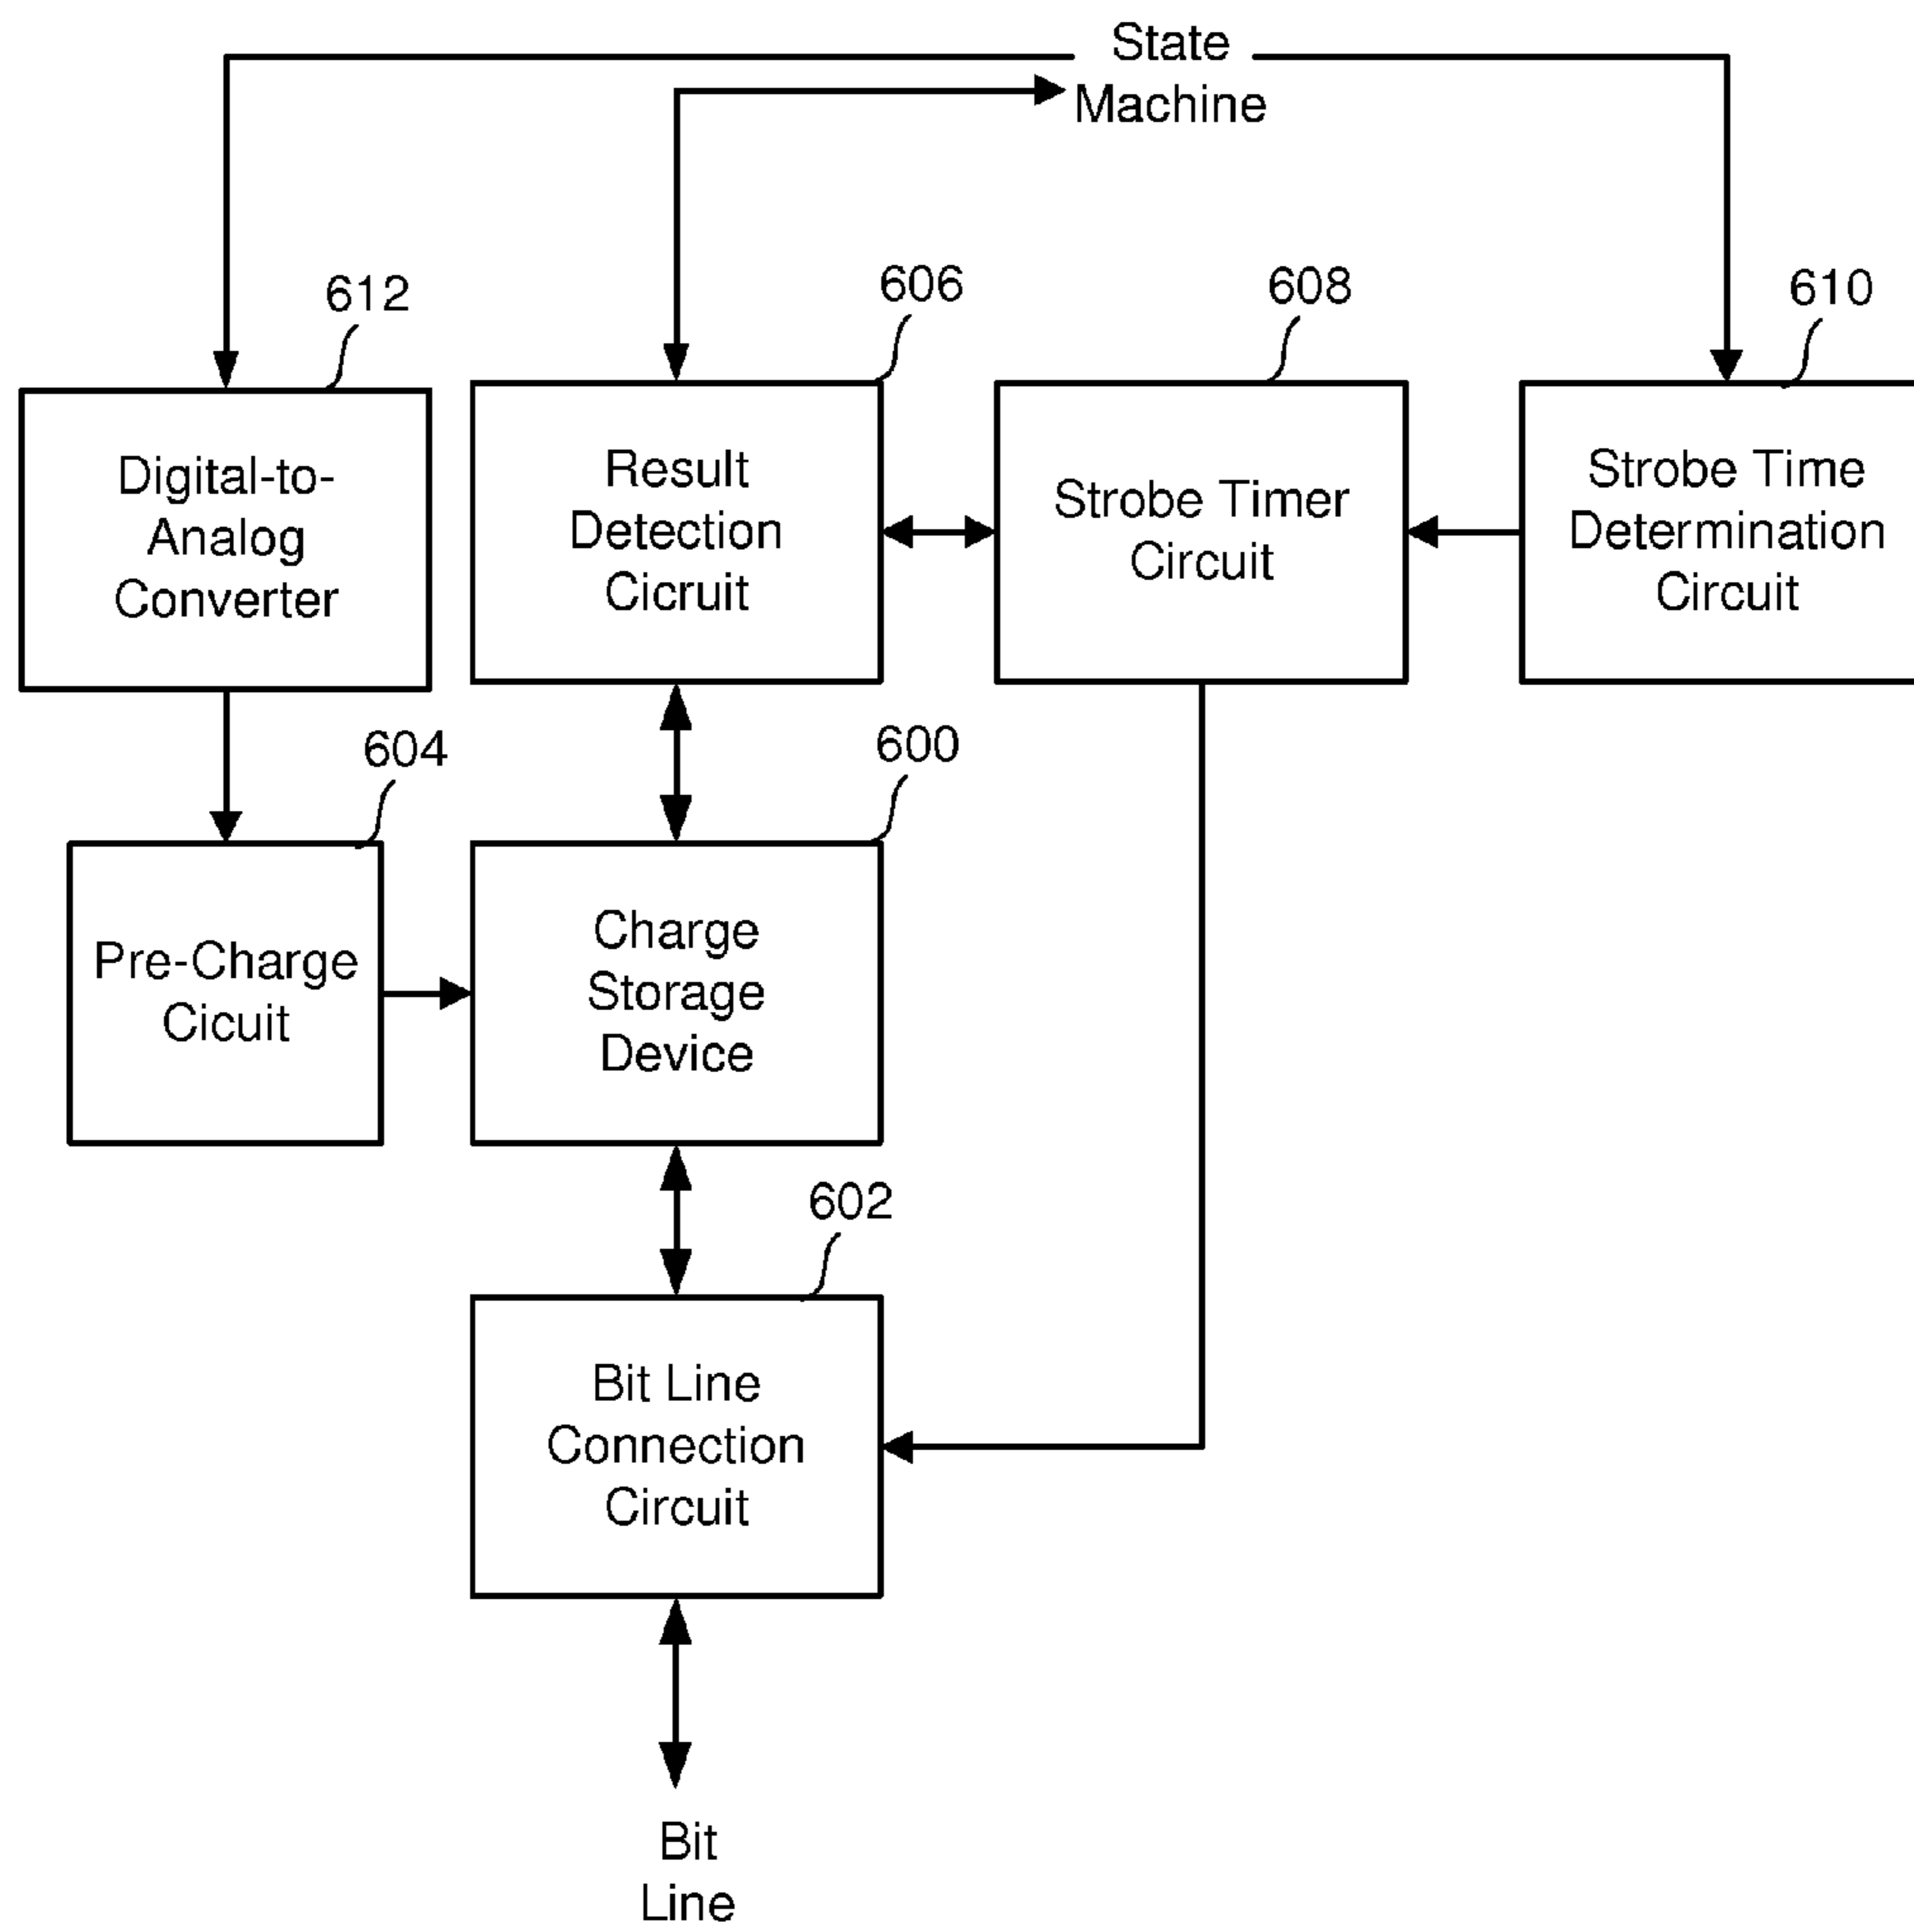 State
Machine
612
606
608
610
Digital-to-
Analog
Converter
Result
Detection
Cicruit
Strobe Timer
Circuit
Strobe Time
Determination
Circuit
604
600
Pre-Charge
Cicuit
Charge
Storage
Device
602
Bit Line
Connection
Circuit
Bit
Line